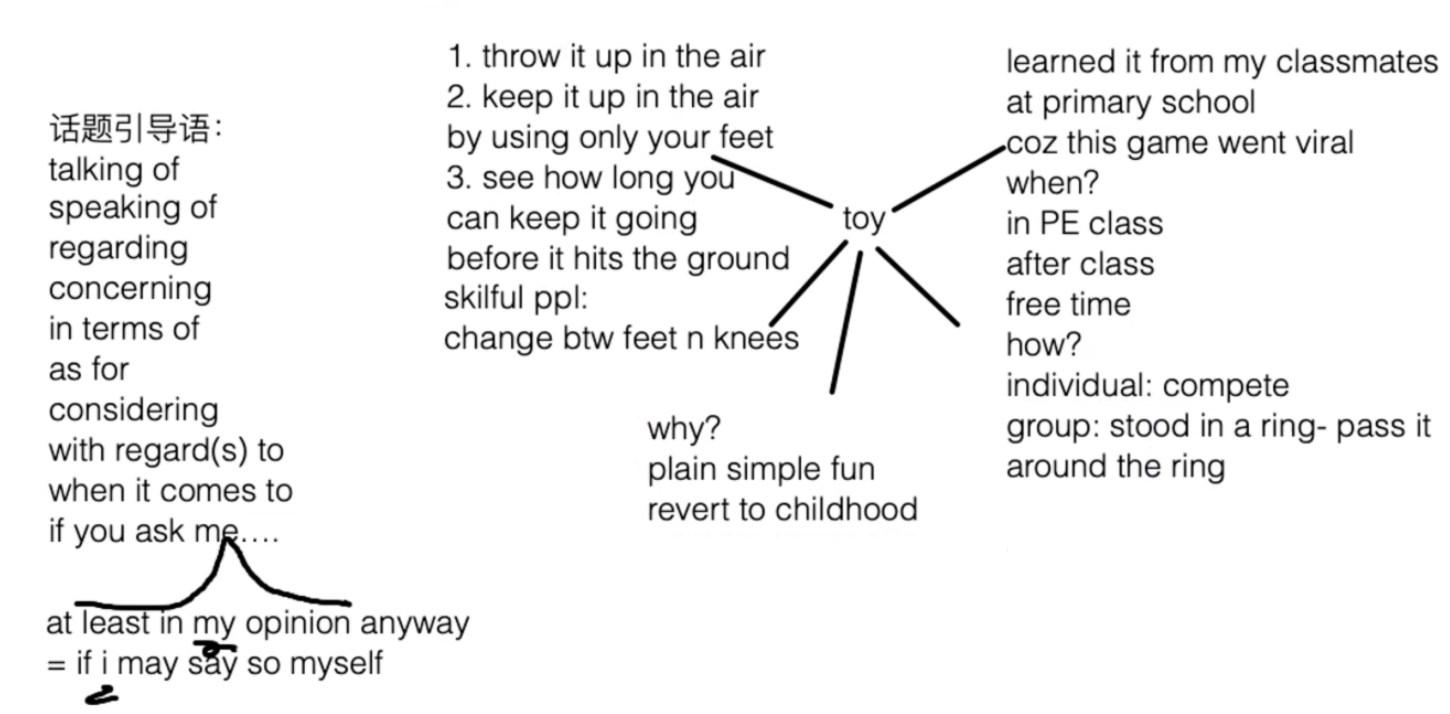 话题引导语：
talking of
speaking of
regarding
concerning
in terms of
as for
considering
with regard(s) to
when it comes to
if you ask me....
at least in my opinion anyway
= if i may say so myself
1. throw it up in the air
2. keep it up in the air
by using only your feet
3. see how long you
can keep it going
before it hits the ground
skilful ppl:
change btw feet n knees
toy
why?
plain simple fun
revert to childhood
learned it from my classmates
at primary school
coz this game went viral
when?
in PE class
after class
free time
how?
individual: compete
group: stood in a ring- pass it
around the ring